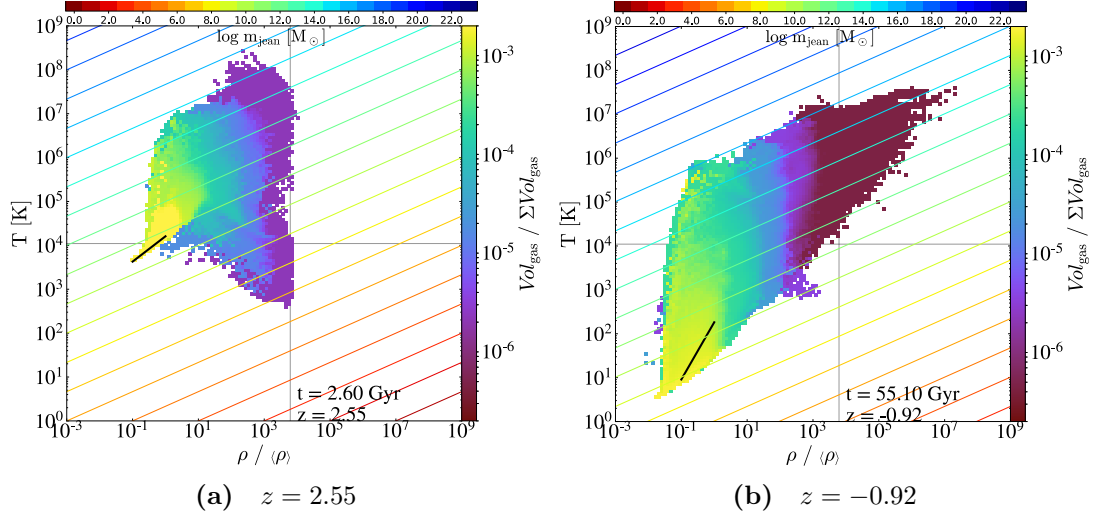 0.0 2.0 4.0 6.0 8.0 10.0 12.0 14.0 16.0 18.0 20.0 22.0
log m_jean [M_⊙]
10^9
10^8
10^7
10^6
10^5
10^4
10^3
10^2
10^1
10^0
T [K]
t = 2.60 Gyr
z = 2.55
10^-3 10^-1 10^1 10^3 10^5 10^7 10^9
ρ / ⟨ρ⟩
10^-3
10^-4
10^-5
10^-6
Vol_gas / ΣVol_gas
(a) z = 2.55
0.0 2.0 4.0 6.0 8.0 10.0 12.0 14.0 16.0 18.0 20.0 22.0
log m_jean [M_⊙]
10^9
10^8
10^7
10^6
10^5
10^4
10^3
10^2
10^1
10^0
T [K]
t = 55.10 Gyr
z = -0.92
10^-3 10^-1 10^1 10^3 10^5 10^7 10^9
ρ / ⟨ρ⟩
10^-3
10^-4
10^-5
10^-6
Vol_gas / ΣVol_gas
(b) z = −0.92